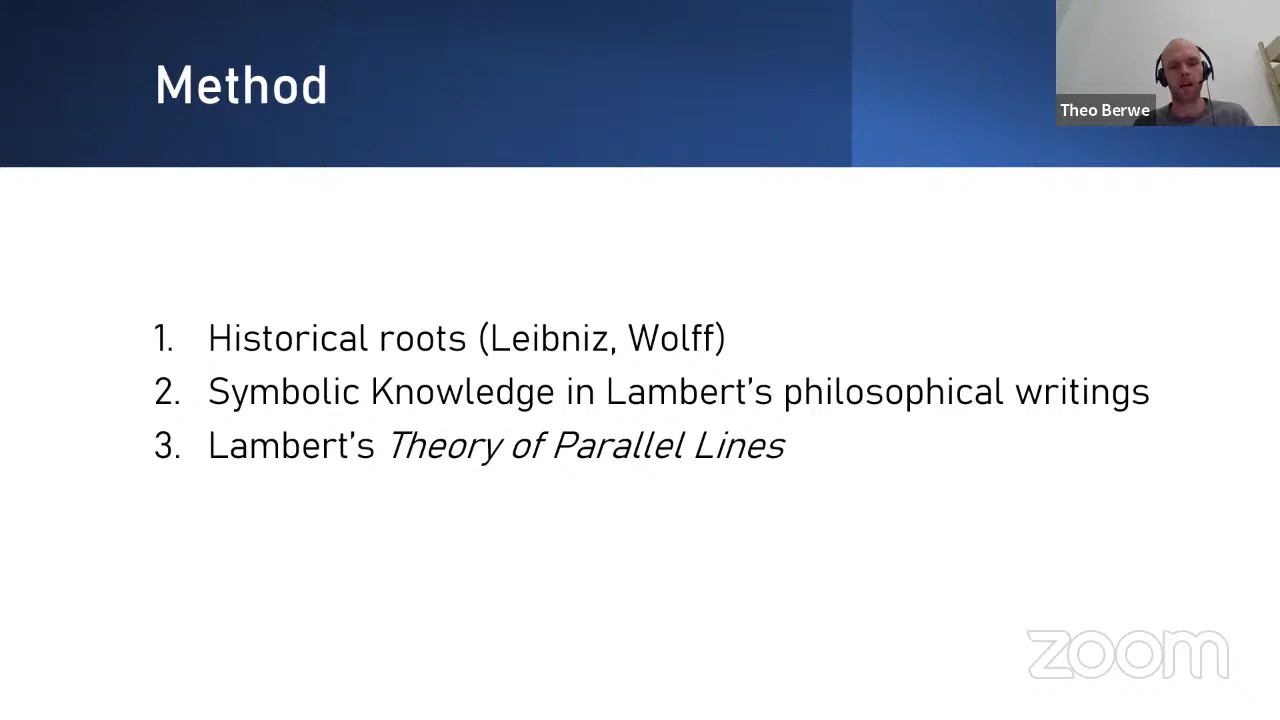 Method
Theo Berwe
1. Historical roots (Leibniz, Wolff)
2. Symbolic Knowledge in Lambert's philosophical writings
3. Lambert's Theory of Parallel Lines
zoom